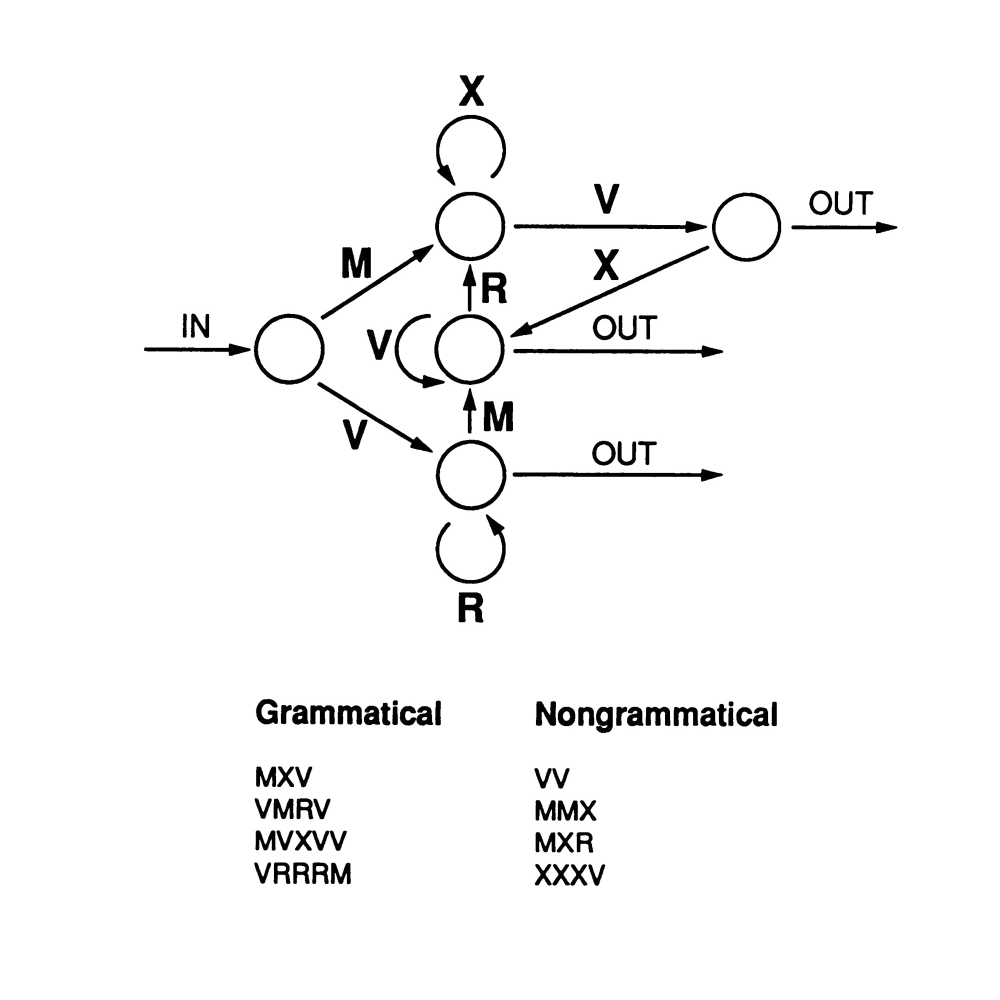 X
V
OUT
M
X
R
IN
V
OUT
M
V
OUT
R
Grammatical Nongrammatical
MXV VV
VMRV MMX
MVXVV MXR
VRRRM XXXV